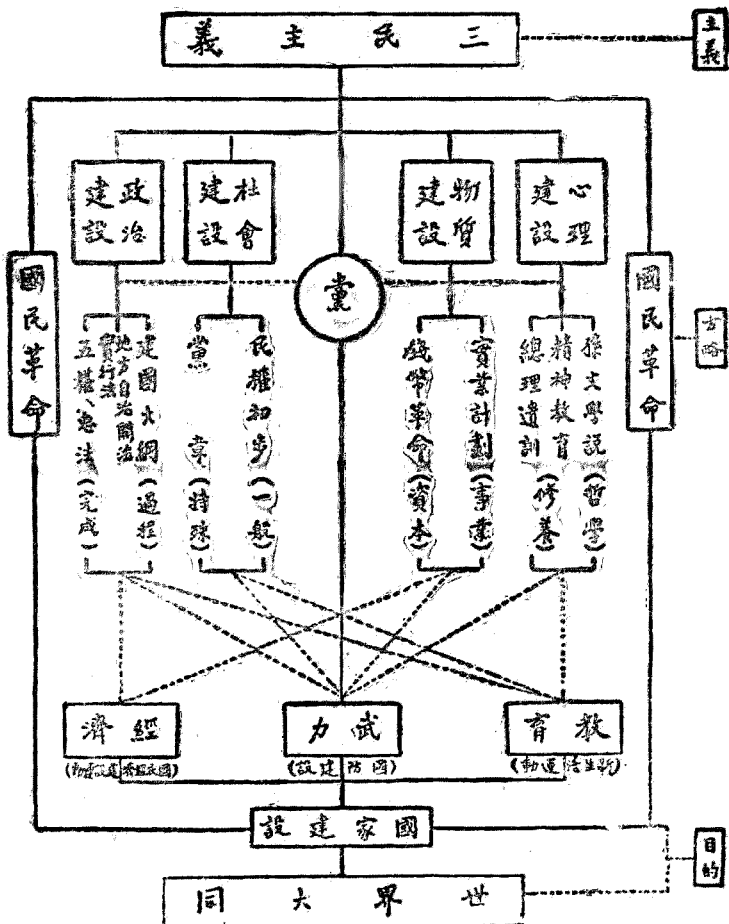 三民主義
主義
心理建設
物質建設
社會建設
政治建設
黨
國民革命
國民革命
方略
孫文學說(哲學)
精神教育
總理遺訓(修養)
實業計劃(事業)
錢幣革命(資本)
民權初步(一般)
黨章(特殊)
建國大綱(過程)
地方自治開始實行法
五權憲法(完成)
教育
(新生活運動)
武力
(國防建設)
經濟
(國民經濟建設運動)
國家建設
目的
世界大同